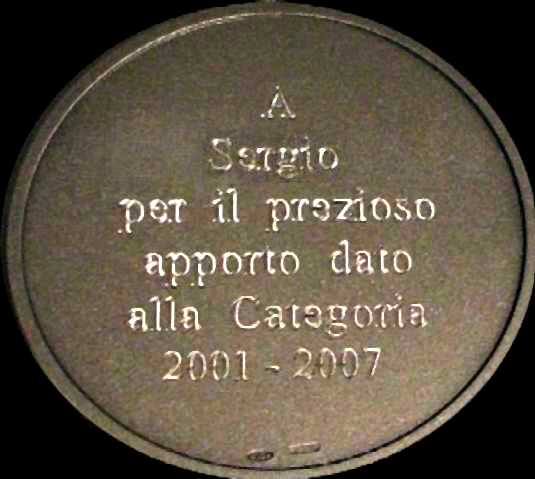 A
Sergio
per il prezioso
apporto dato
alla Categoria
2001 - 2007